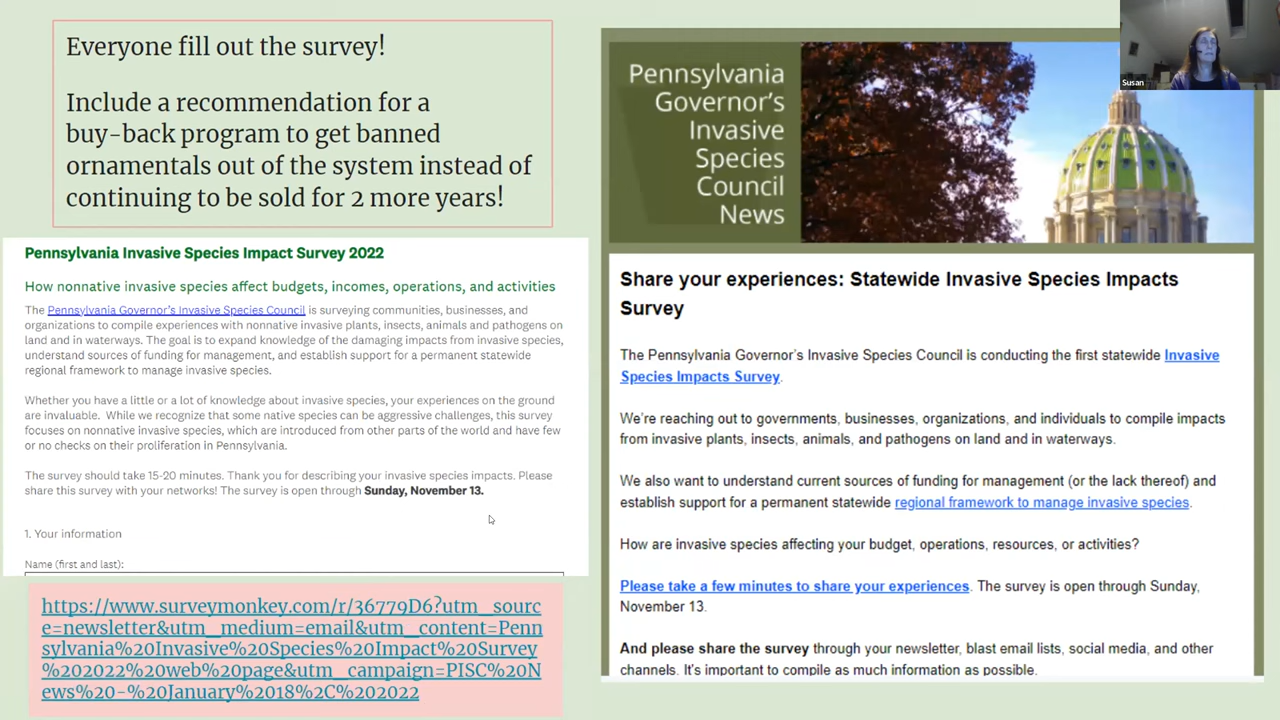 Everyone fill out the survey!
Include a recommendation for a
buy-back program to get banned
ornamentals out of the system instead of
continuing to be sold for 2 more years!
Pennsylvania Invasive Species Impact Survey 2022
How nonnative invasive species affect budgets, incomes, operations, and activities
The Pennsylvania Governor's Invasive Species Council is surveying communities, businesses, and
organizations to compile experiences with nonnative invasive plants, insects, animals and pathogens on
land and in waterways. The goal is to expand knowledge of the damaging impacts from invasive species,
understand sources of funding for management, and establish support for a permanent statewide
regional framework to manage invasive species.
Whether you have a little or a lot of knowledge about invasive species, your experiences on the ground
are invaluable. While we recognize that some native species can be aggressive challenges, this survey
focuses on nonnative invasive species, which are introduced from other parts of the world and have few
or no checks on their proliferation in Pennsylvania.
The survey should take 15-20 minutes. Thank you for describing your invasive species impacts. Please
share this survey with your networks! The survey is open through Sunday, November 13.
1. Your information
Name (first and last):
https://www.surveymonkey.com/r/36779D6?utm_sourc
e=newsletter&utm_medium=email&utm_content=Penn
sylvania%20Invasive%20Species%20Impact%20Survey
%202022%20web%20page&utm_campaign=PISC%20N
ews%20-%20January%2018%2C%202022
Pennsylvania
Governor's
Invasive
Species
Council
News
Susan
Share your experiences: Statewide Invasive Species Impacts
Survey
The Pennsylvania Governor's Invasive Species Council is conducting the first statewide Invasive
Species Impacts Survey.
We're reaching out to governments, businesses, organizations, and individuals to compile impacts
from invasive plants, insects, animals, and pathogens on land and in waterways.
We also want to understand current sources of funding for management (or the lack thereof) and
establish support for a permanent statewide regional framework to manage invasive species.
How are invasive species affecting your budget, operations, resources, or activities?
Please take a few minutes to share your experiences. The survey is open through Sunday,
November 13.
And please share the survey through your newsletter, blast email lists, social media, and other
channels. It's important to compile as much information as possible.